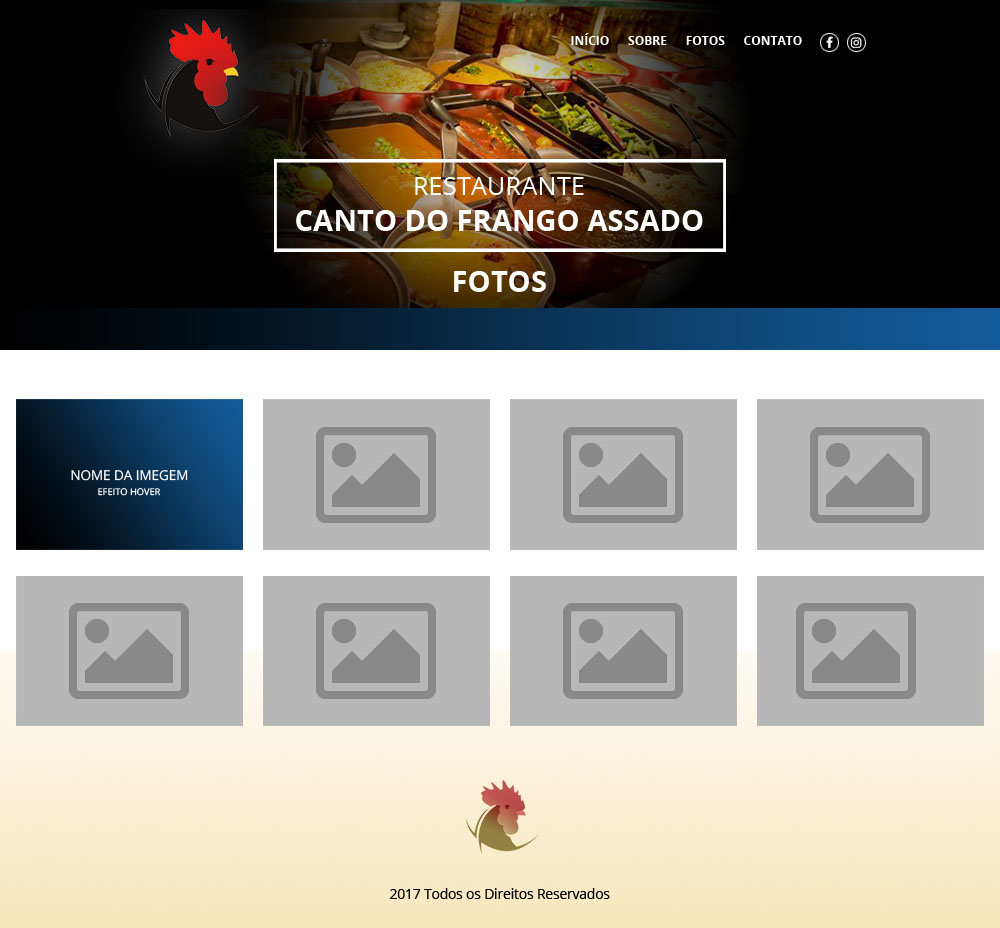 INÍCIO SOBRE FOTOS CONTATO
RESTAURANTE
CANTO DO FRANGO ASSADO
FOTOS
NOME DA IMEGEM
EFEITO HOVER
2017 Todos os Direitos Reservados